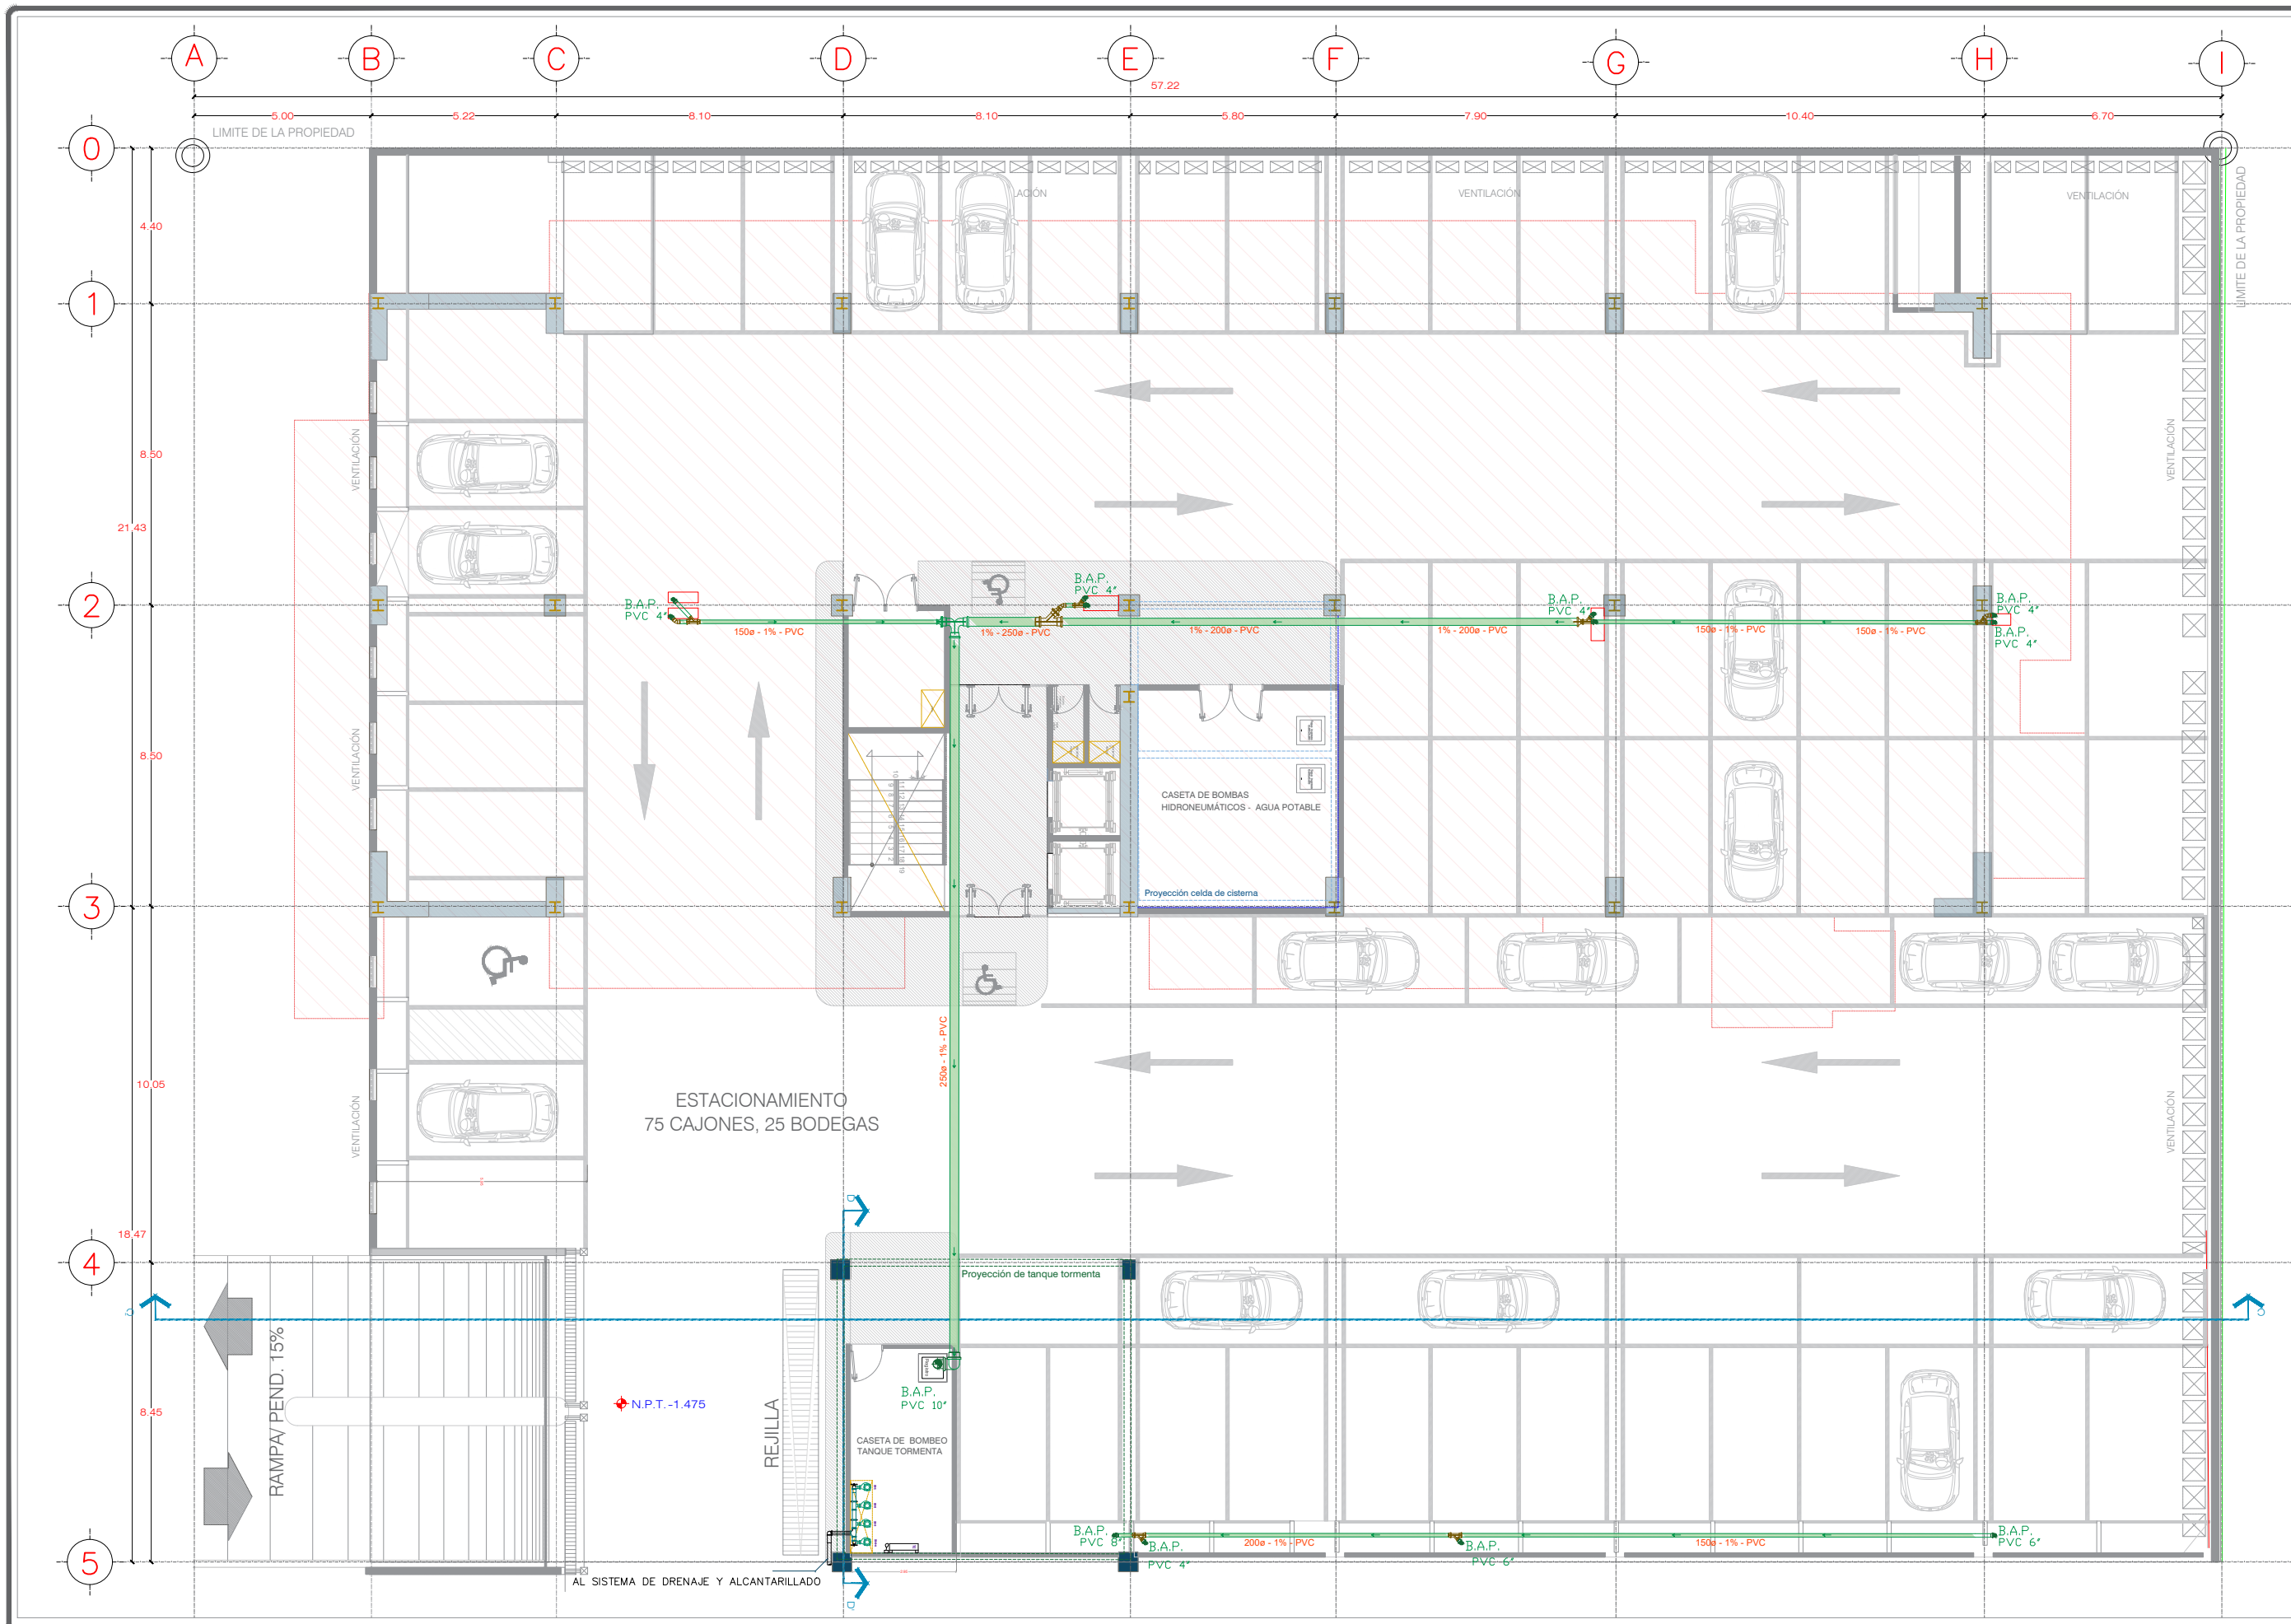 A
B
C
D
E
F
G
H
I
57.22
5.00
5.22
8.10
8.10
5.80
7.90
10.40
6.70
LIMITE DE LA PROPIEDAD
0
VENTILACIÓN
VENTILACIÓN
LIMITE DE LA PROPIEDAD
ACIÓN
4.40
1
VENTILACIÓN
VENTILACIÓN
8.50
21.43
2
B.A.P.
PVC 4"
B.A.P.
PVC 4"
B.A.P.
PVC 4"
B.A.P.
PVC 4"
B.A.P.
PVC 4"
150ø - 1% - PVC
1% - 250ø - PVC
1% - 200ø - PVC
1% - 200ø - PVC
150ø - 1% - PVC
150ø - 1% - PVC
8.50
VENTILACIÓN
CASETA DE BOMBAS
HIDRONEUMÁTICOS - AGUA POTABLE
Proyección celda de cisterna
3
250ø - 1% - PVC
10.05
VENTILACIÓN
VENTILACIÓN
ESTACIONAMIENTO
75 CAJONES, 25 BODEGAS
D'
18.47
4
Proyección de tanque tormenta
C'
C'
RAMPA/ PEND. 15%
8.45
N.P.T.-1.475
REJILLA
B.A.P.
PVC 10"
CASETA DE BOMBEO
TANQUE TORMENTA
B.A.P.
PVC 8"
B.A.P.
PVC 4"
200ø - 1% - PVC
B.A.P.
PVC 6"
150ø - 1% - PVC
B.A.P.
PVC 6"
5
AL SISTEMA DE DRENAJE Y ALCANTARILLADO
D'